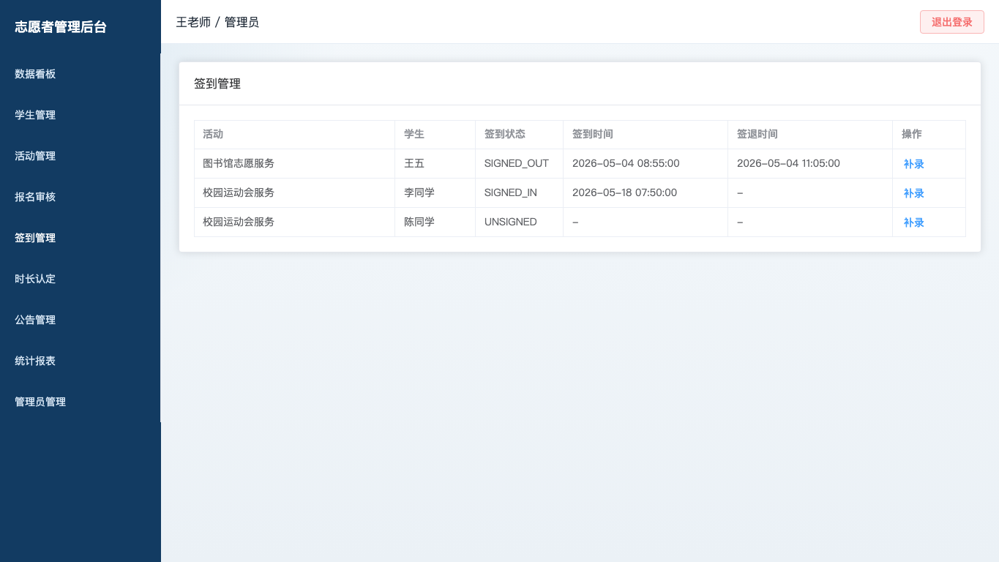 志愿者管理后台
数据看板
学生管理
活动管理
报名审核
签到管理
时长认定
公告管理
统计报表
管理员管理
王老师 / 管理员
退出登录
签到管理
活动 学生 签到状态 签到时间 签退时间 操作
图书馆志愿服务 王五 SIGNED_OUT 2026-05-04 08:55:00 2026-05-04 11:05:00 补录
校园运动会服务 李同学 SIGNED_IN 2026-05-18 07:50:00 - 补录
校园运动会服务 陈同学 UNSIGNED - - 补录